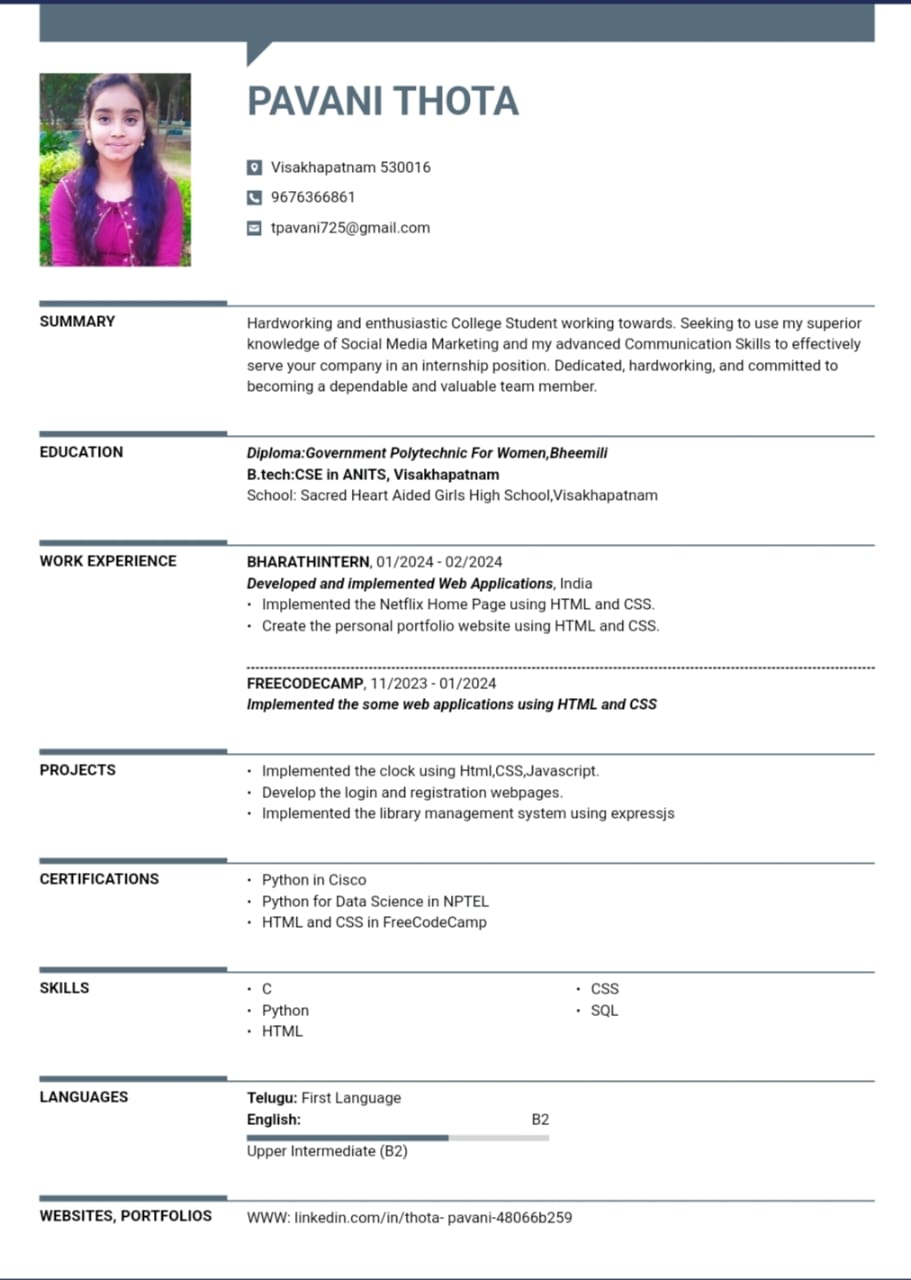 PAVANI THOTA
Visakhapatnam 530016
9676366861
tpavani725@gmail.com
SUMMARY
Hardworking and enthusiastic College Student working towards. Seeking to use my superior
knowledge of Social Media Marketing and my advanced Communication Skills to effectively
serve your company in an internship position. Dedicated, hardworking, and committed to
becoming a dependable and valuable team member.
EDUCATION
Diploma:Government Polytechnic For Women,Bheemili
B.tech:CSE in ANITS, Visakhapatnam
School: Sacred Heart Aided Girls High School,Visakhapatnam
WORK EXPERIENCE
BHARATHINTERN, 01/2024 - 02/2024
Developed and implemented Web Applications, India
• Implemented the Netflix Home Page using HTML and CSS.
• Create the personal portfolio website using HTML and CSS.
FREECODECAMP, 11/2023 - 01/2024
Implemented the some web applications using HTML and CSS
PROJECTS
• Implemented the clock using Html,CSS,Javascript.
• Develop the login and registration webpages.
• Implemented the library management system using expressjs
CERTIFICATIONS
• Python in Cisco
• Python for Data Science in NPTEL
• HTML and CSS in FreeCodeCamp
SKILLS
• C
• Python
• HTML
• CSS
• SQL
LANGUAGES
Telugu: First Language
English: B2
Upper Intermediate (B2)
WEBSITES, PORTFOLIOS
WWW: linkedin.com/in/thota- pavani-48066b259